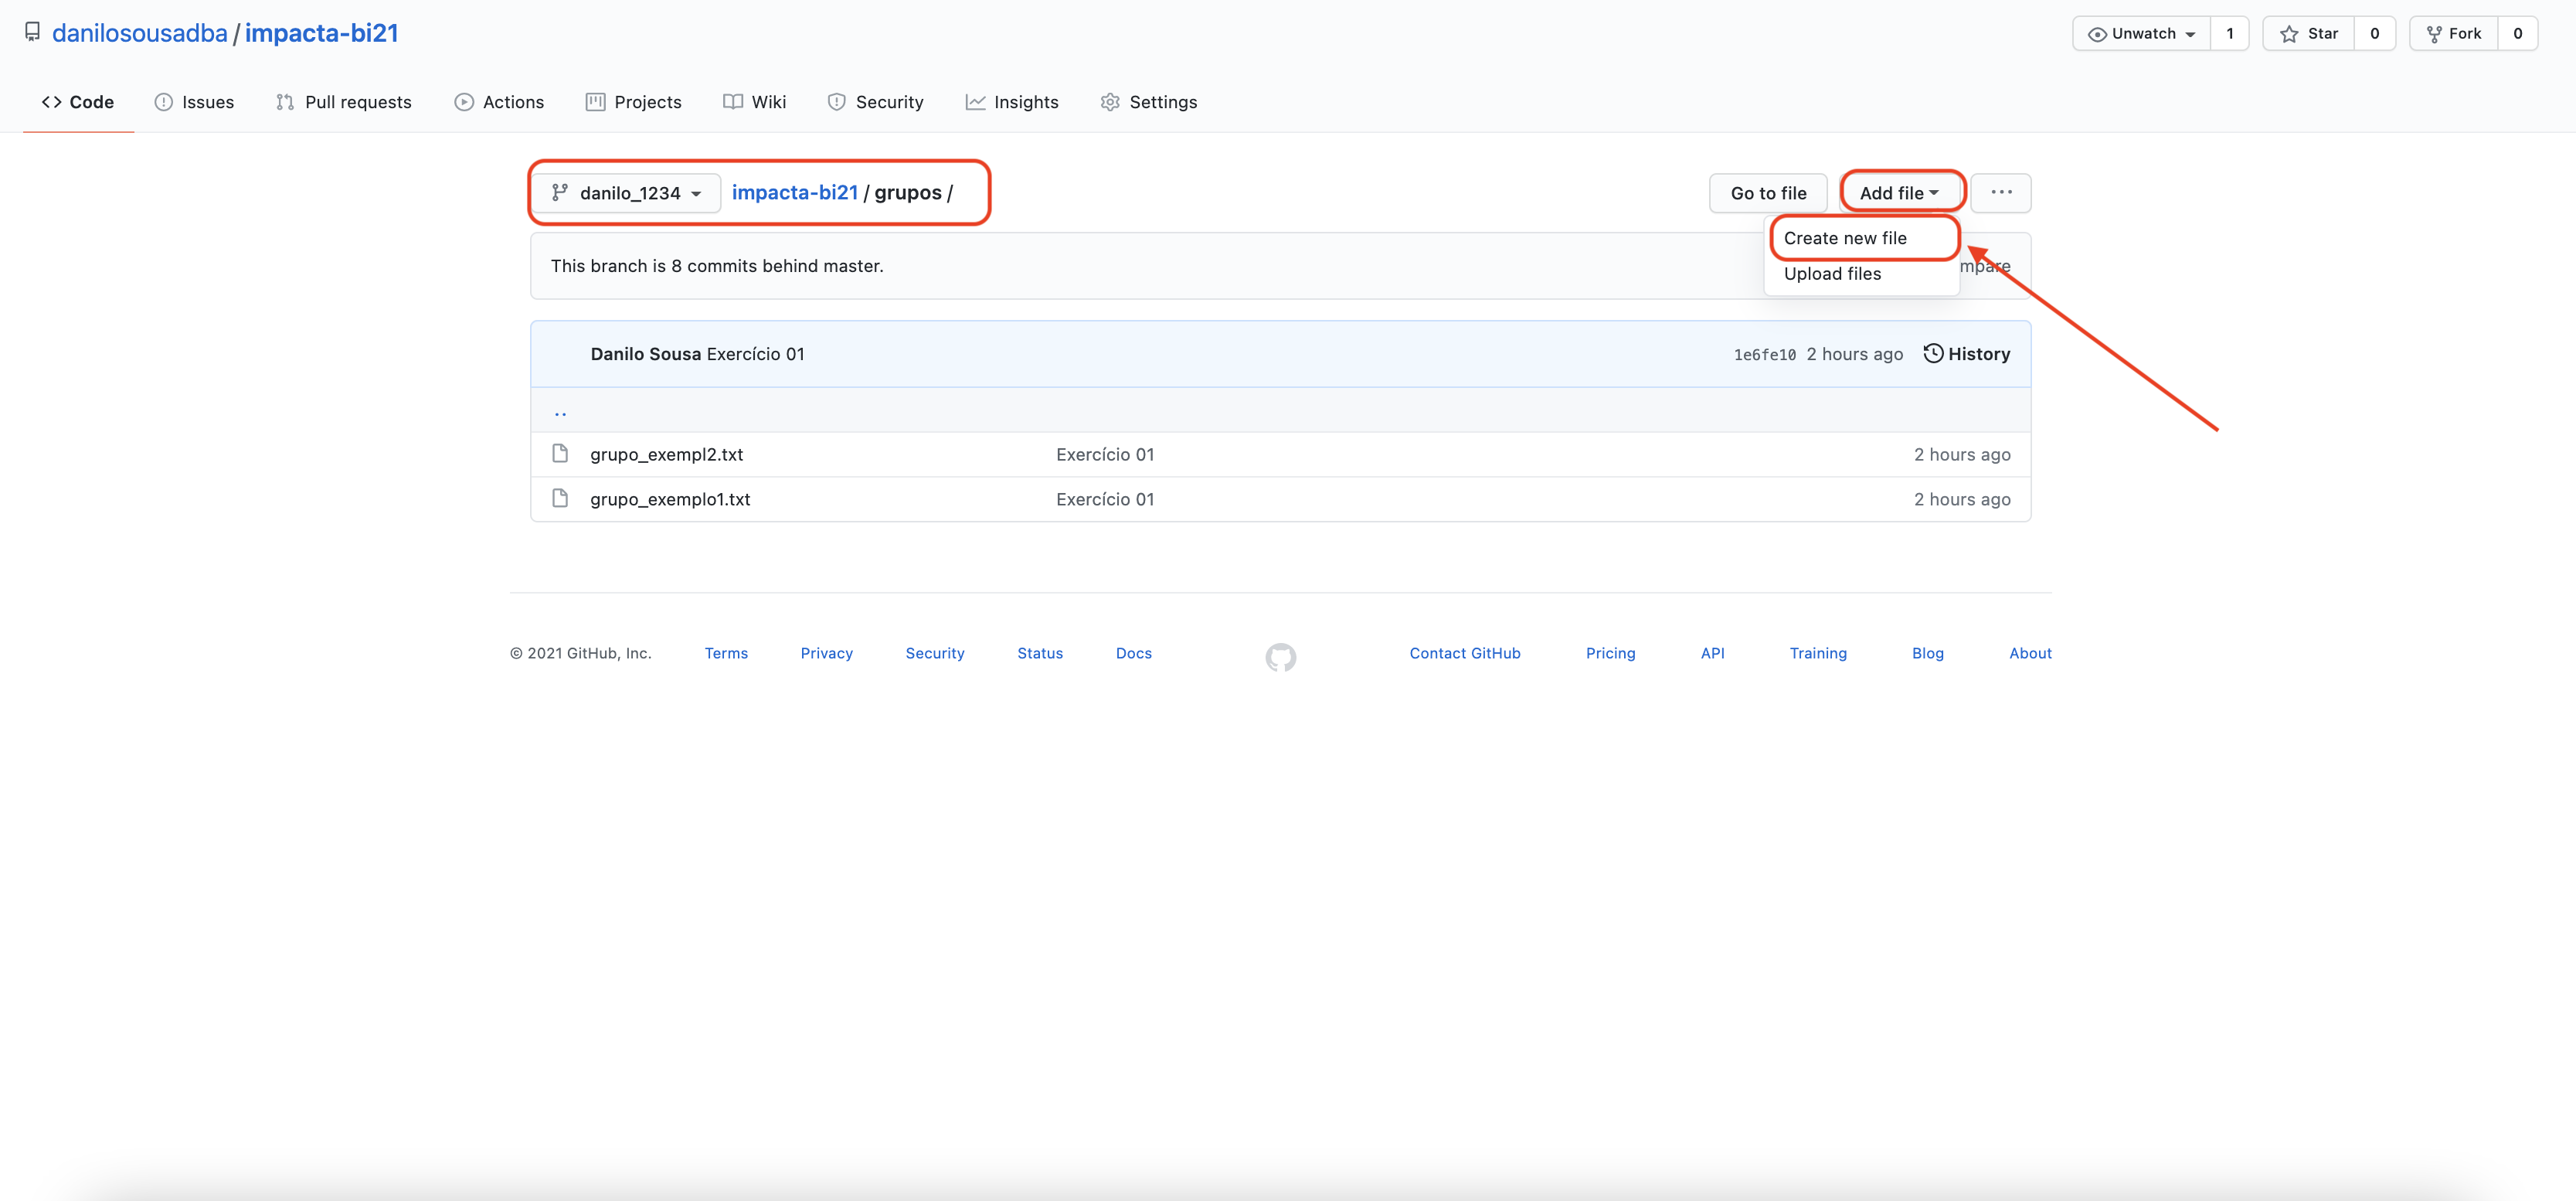 danilosousadba / impacta-bi21
Unwatch 1 Star 0 Fork 0
Code Issues Pull requests Actions Projects Wiki Security Insights Settings
danilo_1234 impacta-bi21 / grupos /
Go to file Add file ...
Create new file
Upload files
This branch is 8 commits behind master.
mpare
Danilo Sousa Exercício 01 1e6fe10 2 hours ago History
..
grupo_exempl2.txt Exercício 01 2 hours ago
grupo_exemplo1.txt Exercício 01 2 hours ago
© 2021 GitHub, Inc. Terms Privacy Security Status Docs Contact GitHub Pricing API Training Blog About